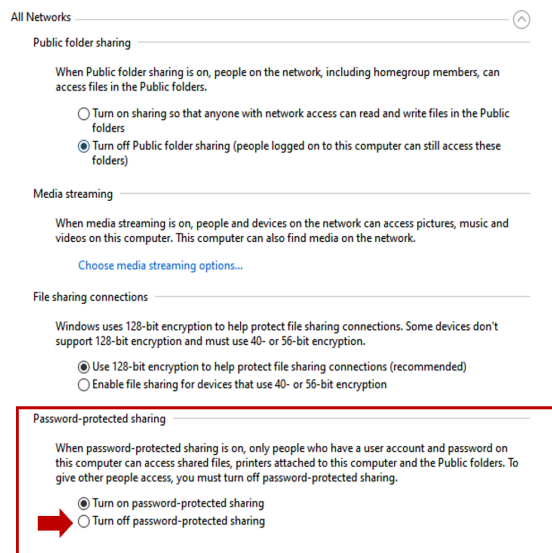 All Networks
Public folder sharing
When Public folder sharing is on, people on the network, including homegroup members, can
access files in the Public folders.
Turn on sharing so that anyone with network access can read and write files in the Public
folders
Turn off Public folder sharing (people logged on to this computer can still access these
folders)
Media streaming
When media streaming is on, people and devices on the network can access pictures, music and
videos on this computer. This computer can also find media on the network.
Choose media streaming options...
File sharing connections
Windows uses 128-bit encryption to help protect file sharing connections. Some devices don't
support 128-bit encryption and must use 40- or 56-bit encryption.
Use 128-bit encryption to help protect file sharing connections (recommended)
Enable file sharing for devices that use 40- or 56-bit encryption
Password-protected sharing
When password-protected sharing is on, only people who have a user account and password on
this computer can access shared files, printers attached to this computer and the Public folders. To
give other people access, you must turn off password-protected sharing.
Turn on password-protected sharing
Turn off password-protected sharing